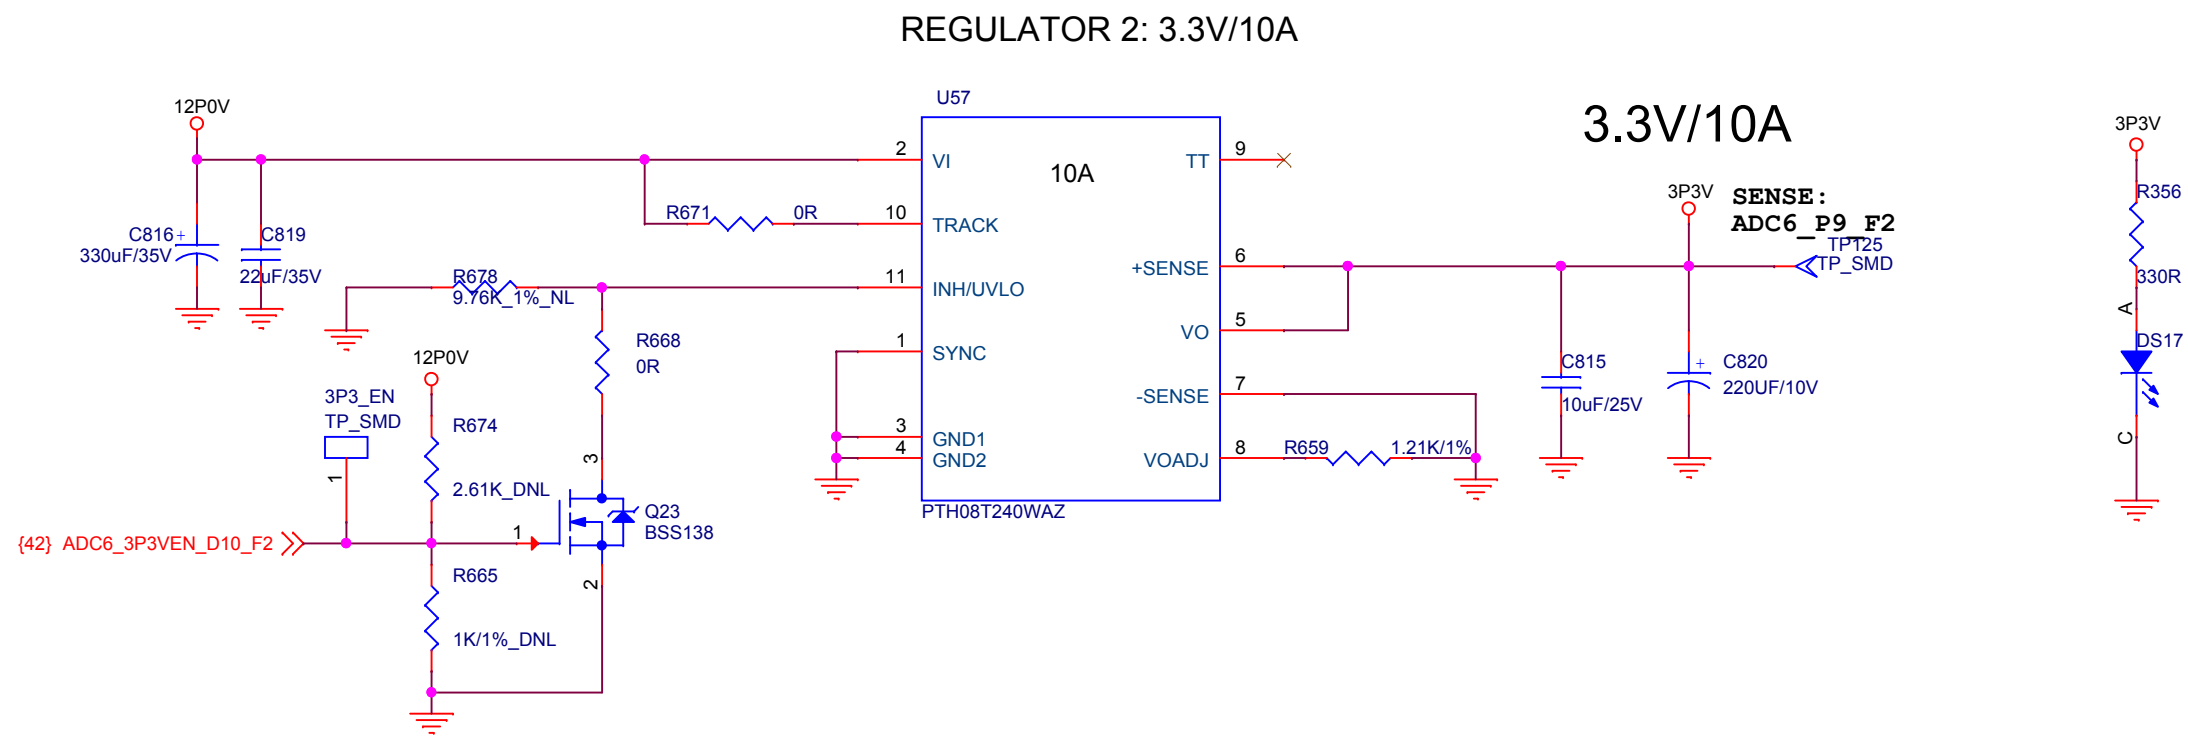 REGULATOR 2: 3.3V/10A
12P0V
C816
+
330uF/35V
C819
22uF/35V
R671
0R
R678
9.76K_1%_NL
R668
0R
12P0V
3P3_EN
TP_SMD
1
R674
2.61K_DNL
{42} ADC6_3P3VEN_D10_F2
1
3
2
Q23
BSS138
R665
1K/1%_DNL
U57
10A
2
VI
10
TRACK
11
INH/UVLO
1
SYNC
3
GND1
4
GND2
TT
9
+SENSE
6
VO
5
-SENSE
7
VOADJ
8
PTH08T240WAZ
R659
1.21K/1%
3.3V/10A
3P3V
SENSE:
ADC6_P9_F2
TP125
TP_SMD
C815
10uF/25V
+
C820
220UF/10V
3P3V
R356
330R
A
DS17
C